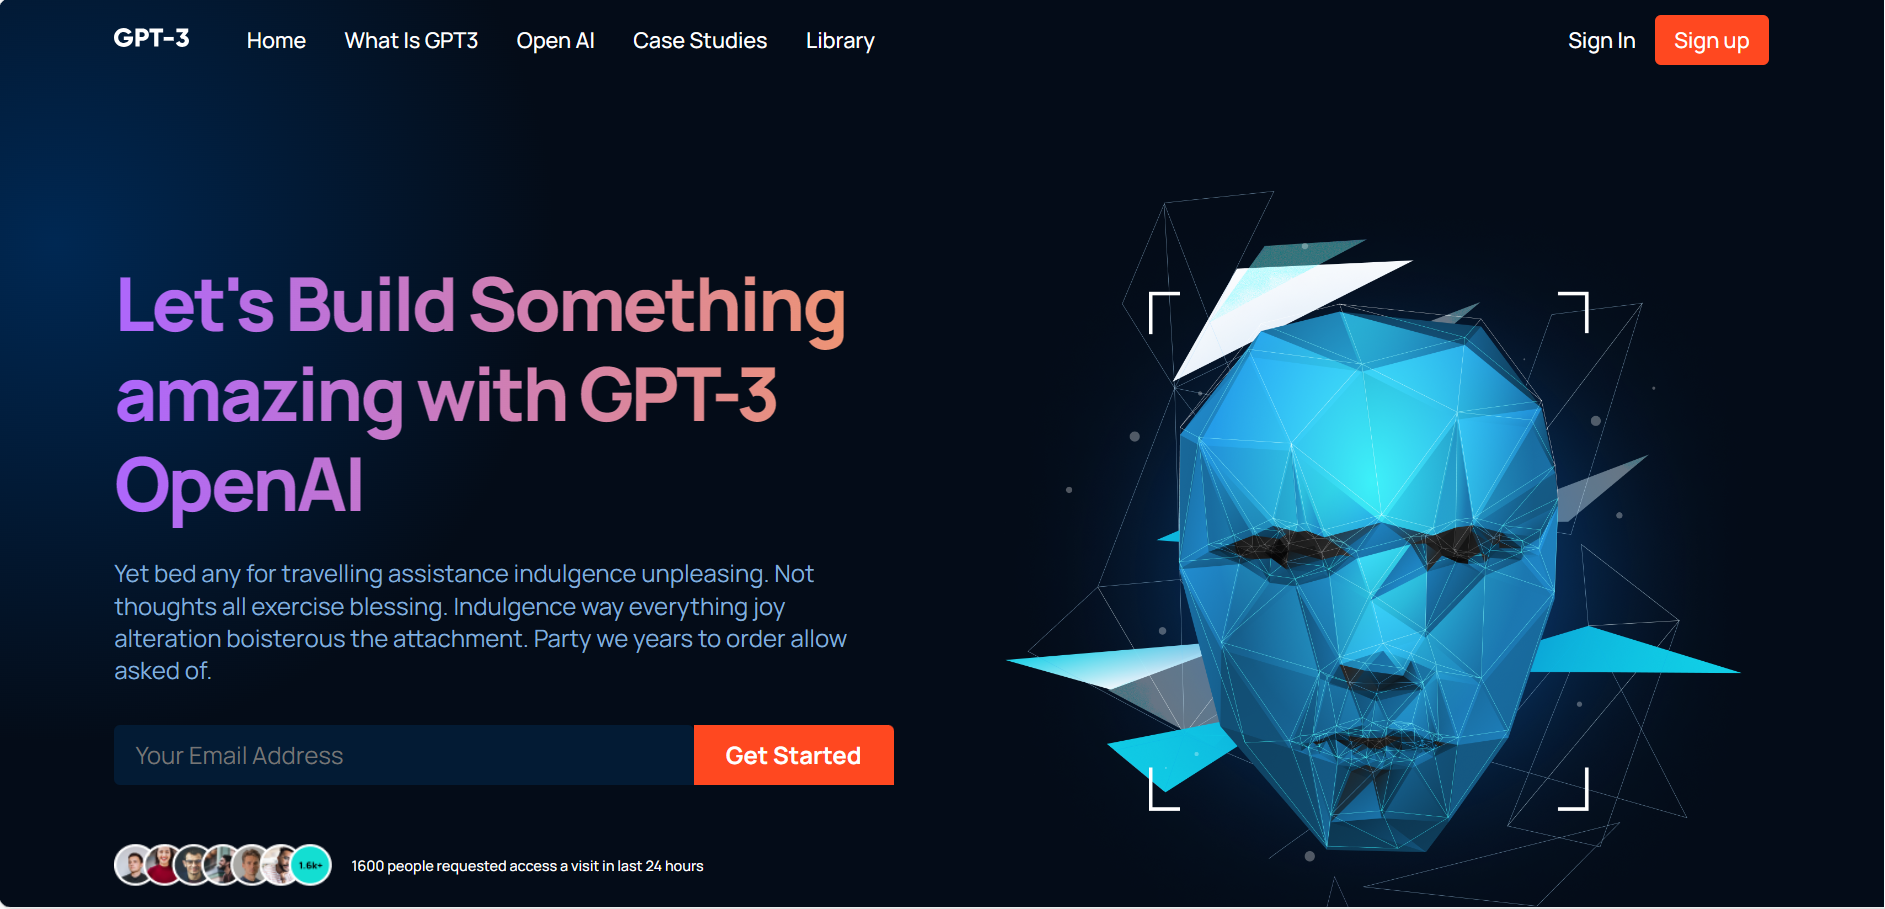 GPT-3
Home
What Is GPT3
Open AI
Case Studies
Library
Sign In
Sign up
Let's Build Something
amazing with GPT-3
OpenAI
Yet bed any for travelling assistance indulgence unpleasing. Not
thoughts all exercise blessing. Indulgence way everything joy
alteration boisterous the attachment. Party we years to order allow
asked of.
Your Email Address
Get Started
1.6k+
1600 people requested access a visit in last 24 hours